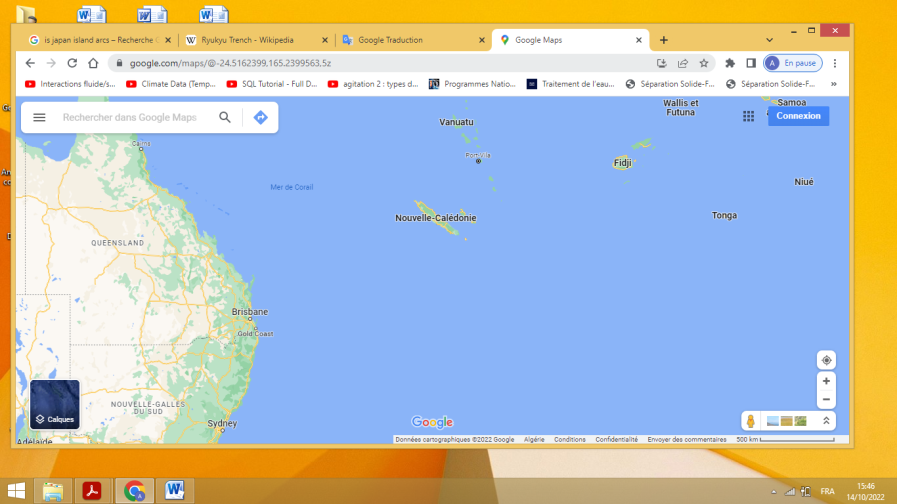 is japan island arcs – Recherche G
Ryukyu Trench - Wikipedia
Google Traduction
Google Maps
google.com/maps/@-24.5162399,165.2399563,5z
A En pause
Interactions fluide/s...
Climate Data (Temp...
SQL Tutorial - Full D...
agitation 2 : types d...
Programmes Natio...
Traitement de l'eau...
Séparation Solide-F...
Séparation Solide-F...
»
Rechercher dans Google Maps
Connexion
Wallis et
Futuna
Samoa
Vanuatu
Cairns
Port-Vila
Fidji
Mer de Corail
Niué
Nouvelle-Calédonie
Tonga
QUEENSLAND
Brisbane
Gold Coast
NOUVELLE-GALLES
DU SUD
Sydney
Adélaïde
Calques
Google
Données cartographiques ©2022 Google
Algérie
Conditions
Confidentialité
Envoyer des commentaires
500 km
FRA
15:46
14/10/2022